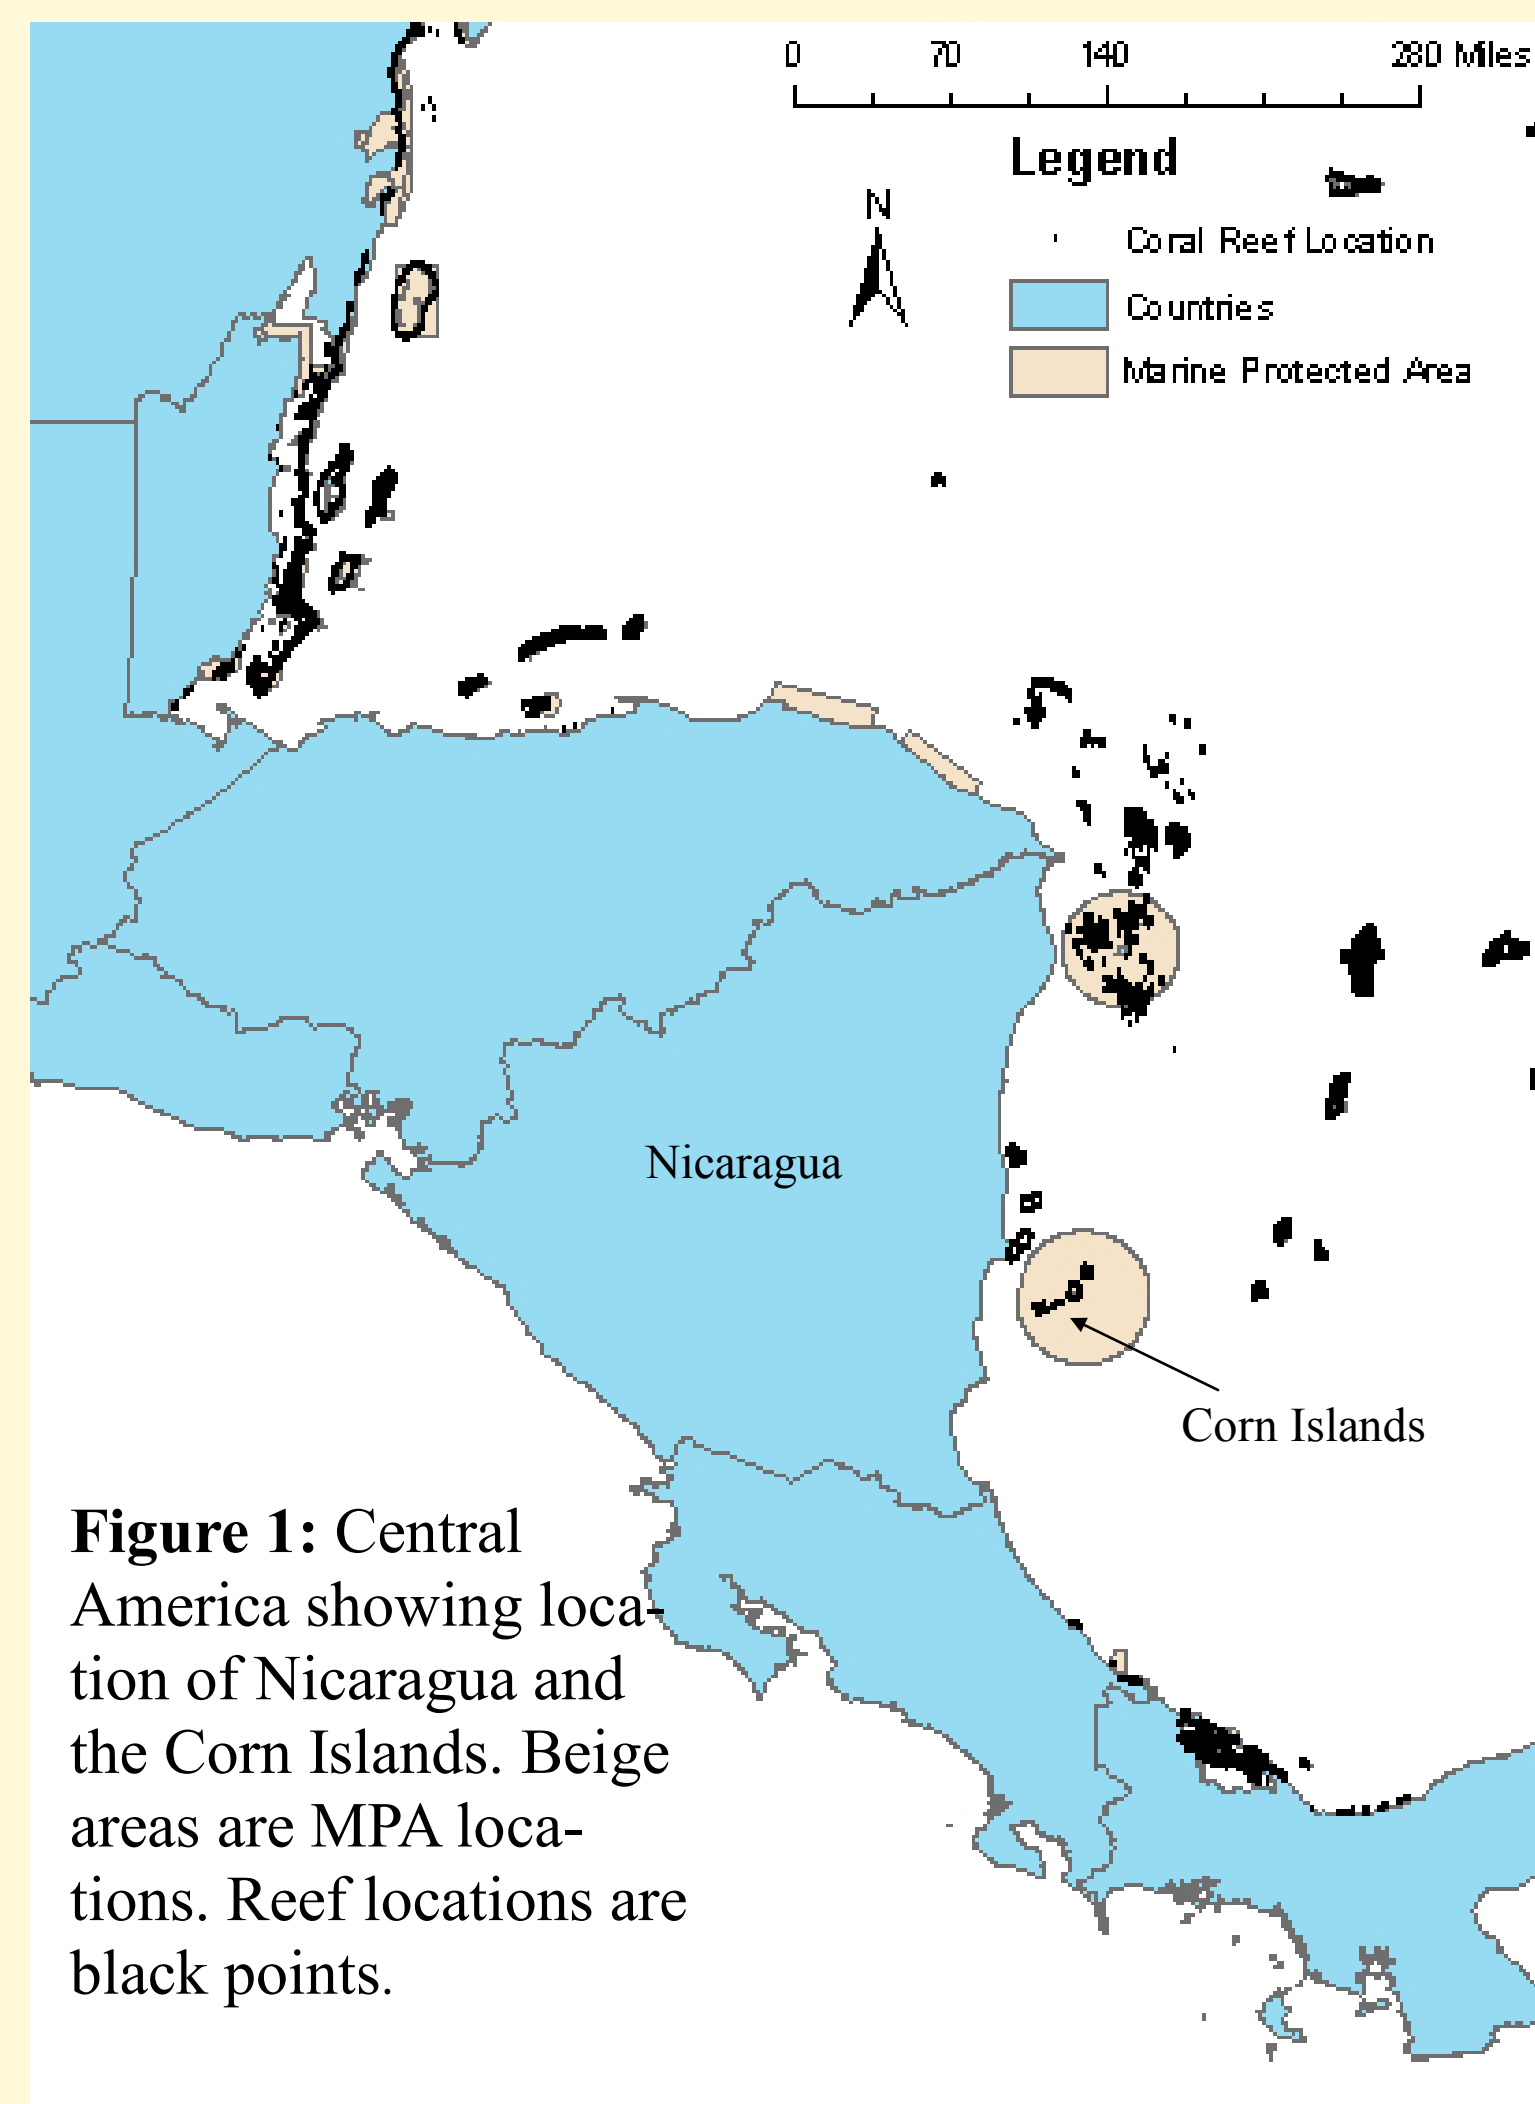 0 70 140 280 Miles
Legend
N
Coral Reef Location
Countries
Marine Protected Area
Nicaragua
Corn Islands
Figure 1: Central
America showing loca-
tion of Nicaragua and
the Corn Islands. Beige
areas are MPA loca-
tions. Reef locations are
black points.